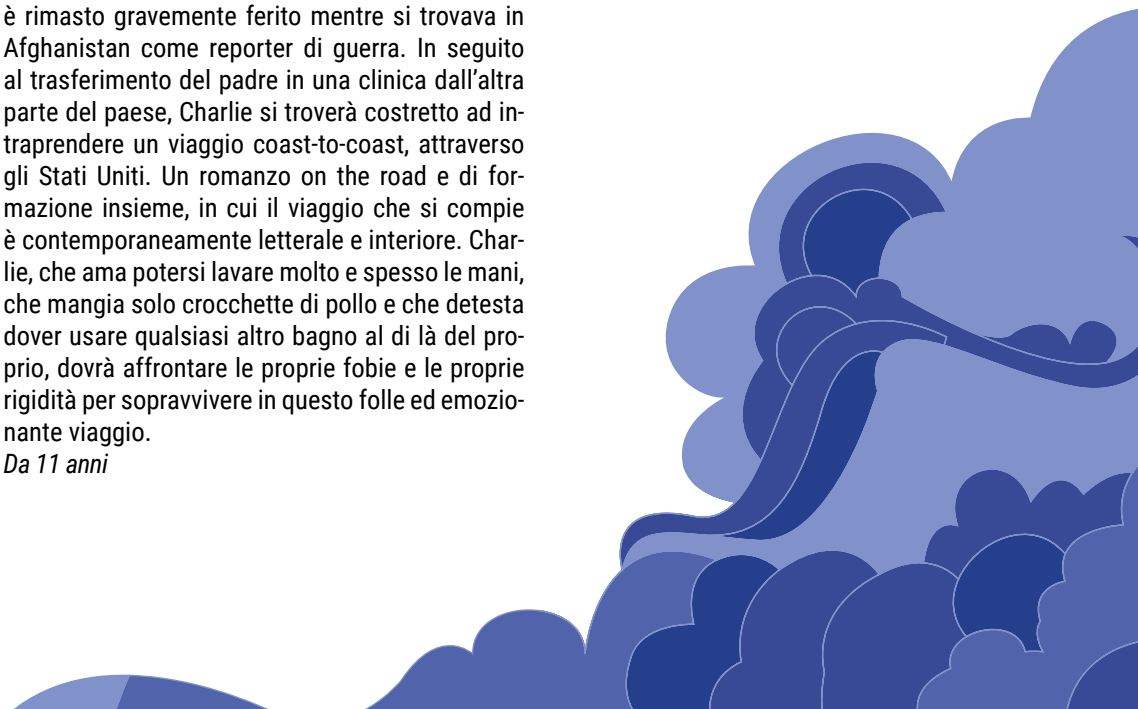 è rimasto gravemente ferito mentre si trovava in
Afghanistan come reporter di guerra. In seguito
al trasferimento del padre in una clinica dall’altra
parte del paese, Charlie si troverà costretto ad in-
traprendere un viaggio coast-to-coast, attraverso
gli Stati Uniti. Un romanzo on the road e di for-
mazione insieme, in cui il viaggio che si compie
è contemporaneamente letterale e interiore. Char-
lie, che ama potersi lavare molto e spesso le mani,
che mangia solo crocchette di pollo e che detesta
dover usare qualsiasi altro bagno al di là del pro-
prio, dovrà affrontare le proprie fobie e le proprie
rigidità per sopravvivere in questo folle ed emozio-
nante viaggio.
Da 11 anni